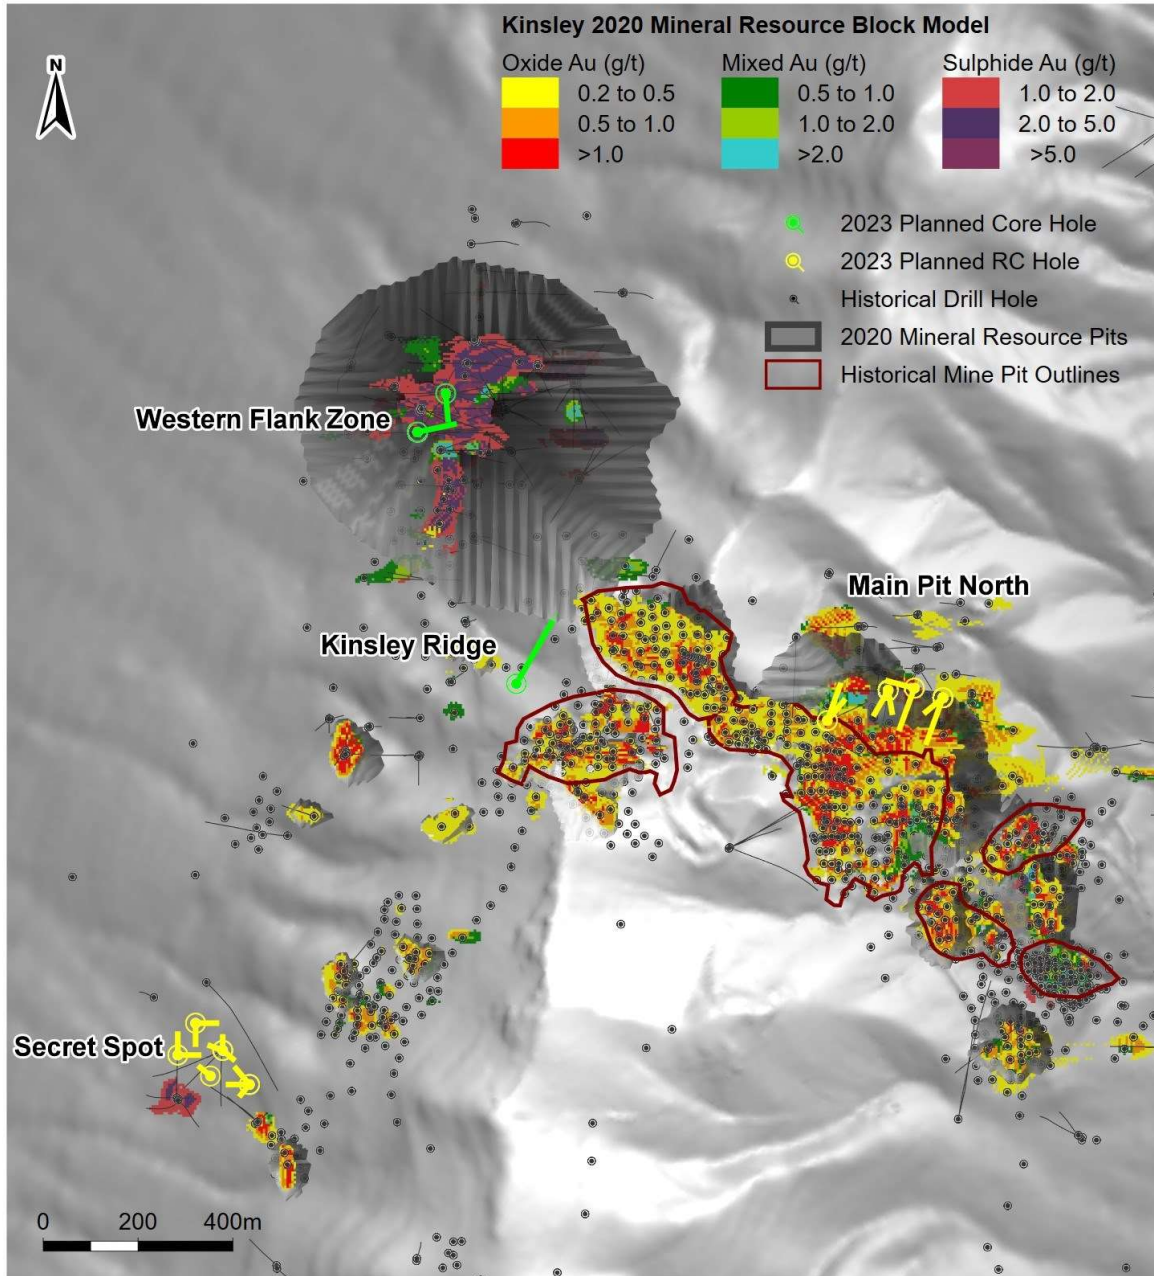 Kinsley 2020 Mineral Resource Block Model
Oxide Au (g/t) Mixed Au (g/t) Sulphide Au (g/t)
0.2 to 0.5 0.5 to 1.0 1.0 to 2.0
0.5 to 1.0 1.0 to 2.0 2.0 to 5.0
>1.0 >2.0 >5.0
N
2023 Planned Core Hole
2023 Planned RC Hole
Historical Drill Hole
2020 Mineral Resource Pits
Historical Mine Pit Outlines
Western Flank Zone
Main Pit North
Kinsley Ridge
Secret Spot
0 200 400m